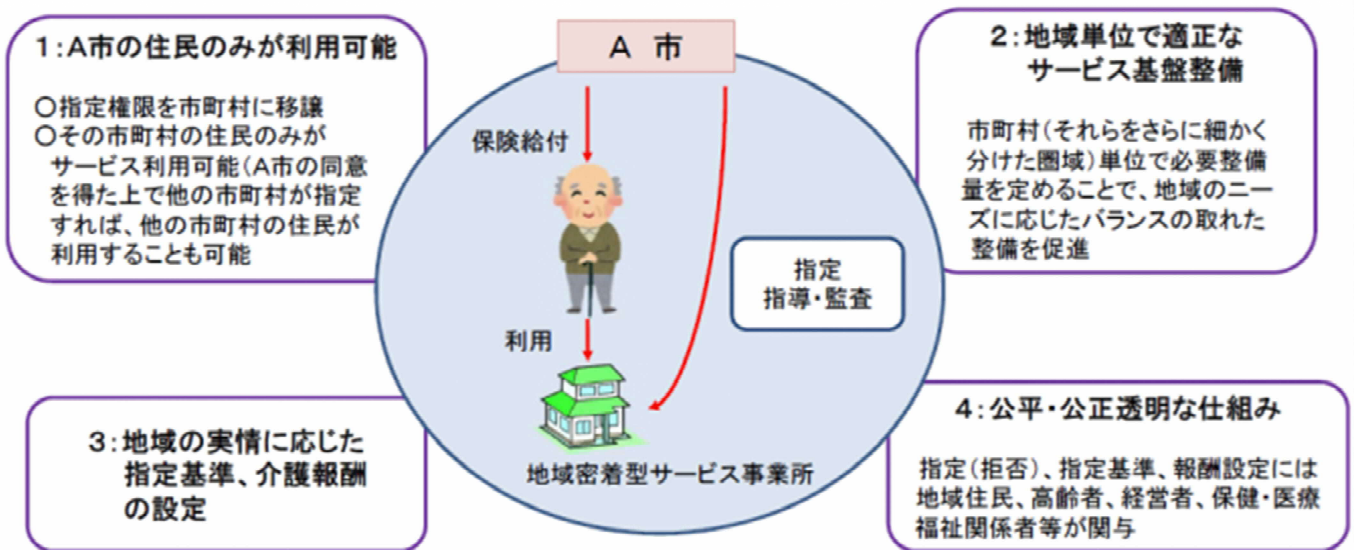 1:A市の住民のみが利用可能
○指定権限を市町村に移譲
○その市町村の住民のみが
サービス利用可能(A市の同意
を得た上で他の市町村が指定
すれば、他の市町村の住民が
利用することも可能
A 市
保険給付
利用
指定
指導・監査
地域密着型サービス事業所
2:地域単位で適正な
サービス基盤整備
市町村(それらをさらに細かく
分けた圏域)単位で必要整備
量を定めることで、地域のニー
ズに応じたバランスの取れた
整備を促進
3:地域の実情に応じた
指定基準、介護報酬
の設定
4:公平・公正透明な仕組み
指定(拒否)、指定基準、報酬設定には
地域住民、高齢者、経営者、保健・医療
福祉関係者等が関与